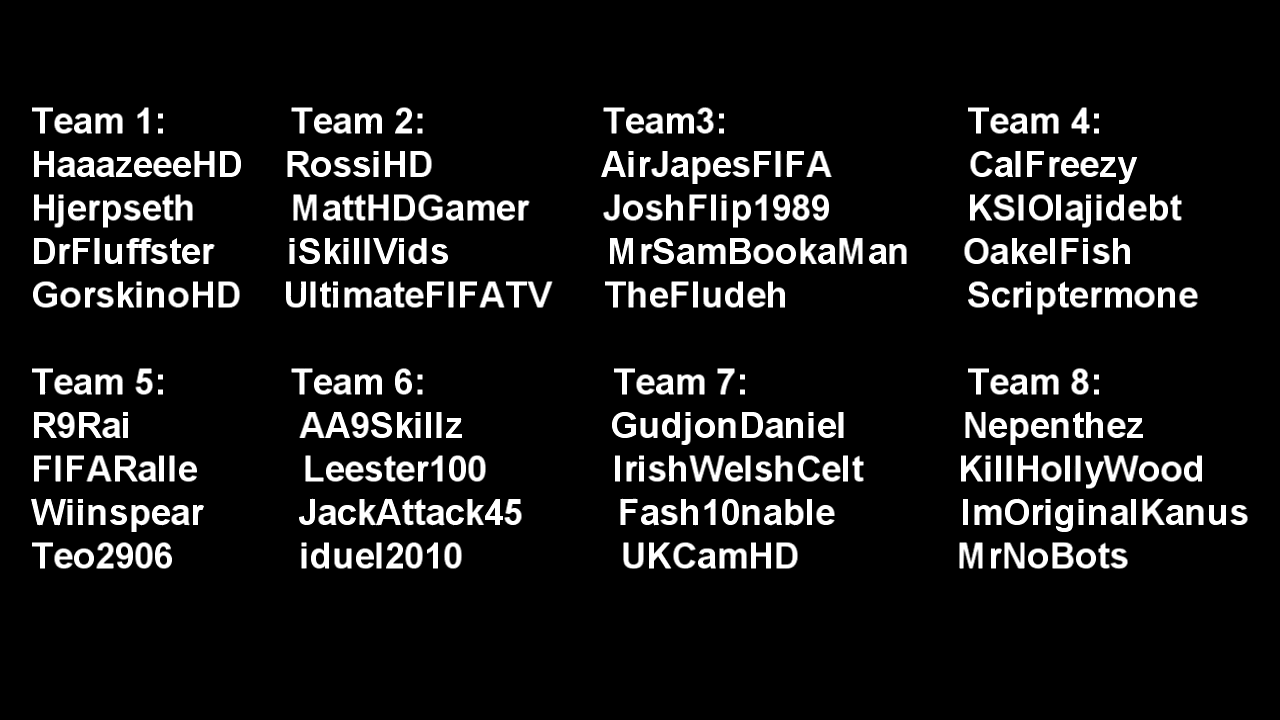 Team 1: Team 2: Team3: Team 4:
HaaazeeeHD RossiHD AirJapesFIFA CalFreezy
Hjerpseth MattHDGamer JoshFlip1989 KSIOlajidebt
DrFluffster iSkillVids MrSamBookaMan OakelFish
GorskinoHD UltimateFIFATV TheFludeh Scriptermone
Team 5: Team 6: Team 7: Team 8:
R9Rai AA9Skillz GudjonDaniel Nepenthez
FIFARalle Leester100 IrishWelshCelt KillHollyWood
Wiinspear JackAttack45 Fash10nable ImOriginalKanus
Teo2906 iduel2010 UKCamHD MrNoBots